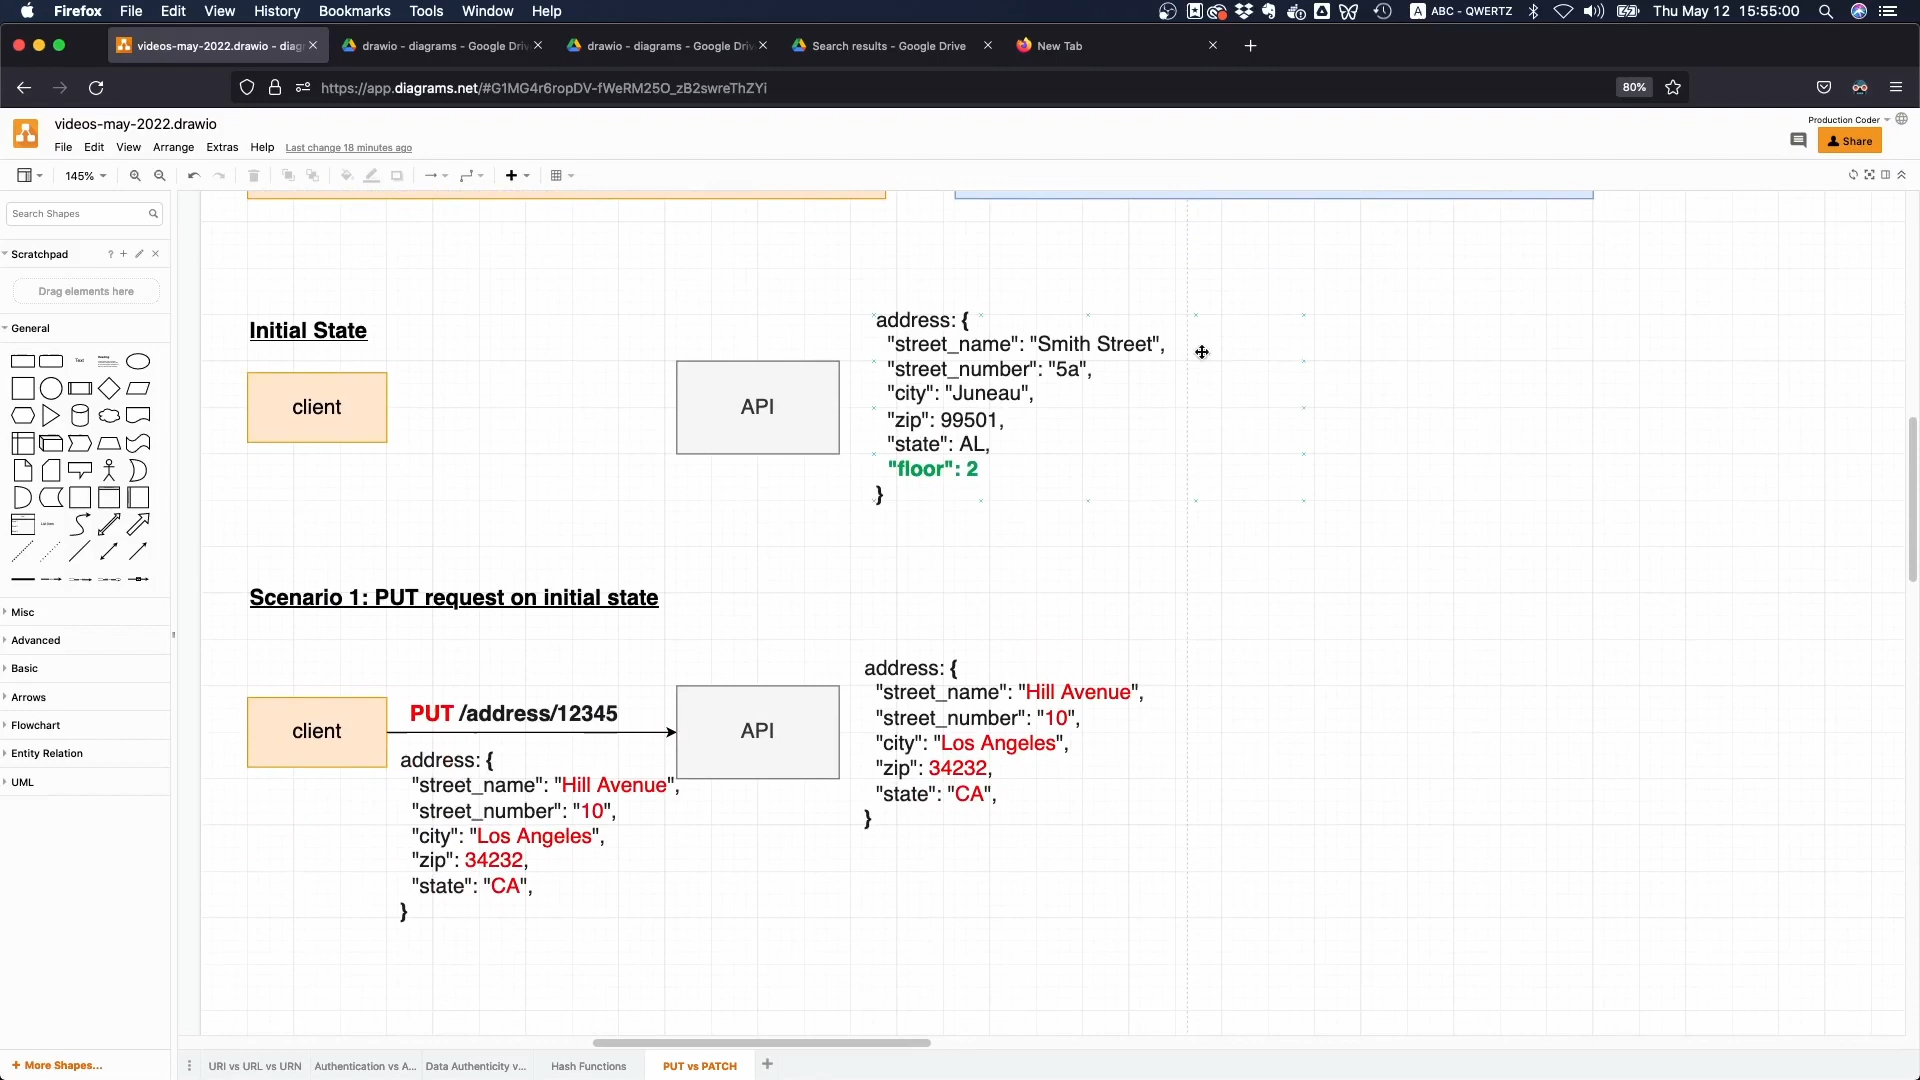 Firefox File Edit View History Bookmarks Tools Window Help
ABC - QWERTZ Thu May 12 15:55:00
videos-may-2022.drawio - diag
drawio - diagrams - Google Driv
drawio - diagrams - Google Driv
Search results - Google Drive
New Tab
https://app.diagrams.net/#G1MG4r6ropDV-fWeRM25O_zB2swreThZYi
80%
videos-may-2022.drawio
Production Coder
File Edit View Arrange Extras Help Last change 18 minutes ago
Share
145%
Search Shapes
Scratchpad
Drag elements here
General
Text
Heading
List Item
Misc
Advanced
Basic
Arrows
Flowchart
Entity Relation
UML
+ More Shapes...
Initial State
client
API
address: {
"street_name": "Smith Street",
"street_number": "5a",
"city": "Juneau",
"zip": 99501,
"state": AL,
"floor": 2
}
Scenario 1: PUT request on initial state
client
PUT /address/12345
address: {
"street_name": "Hill Avenue",
"street_number": "10",
"city": "Los Angeles",
"zip": 34232,
"state": "CA",
}
API
address: {
"street_name": "Hill Avenue",
"street_number": "10",
"city": "Los Angeles",
"zip": 34232,
"state": "CA",
}
URI vs URL vs URN
Authentication vs A...
Data Authenticity v...
Hash Functions
PUT vs PATCH